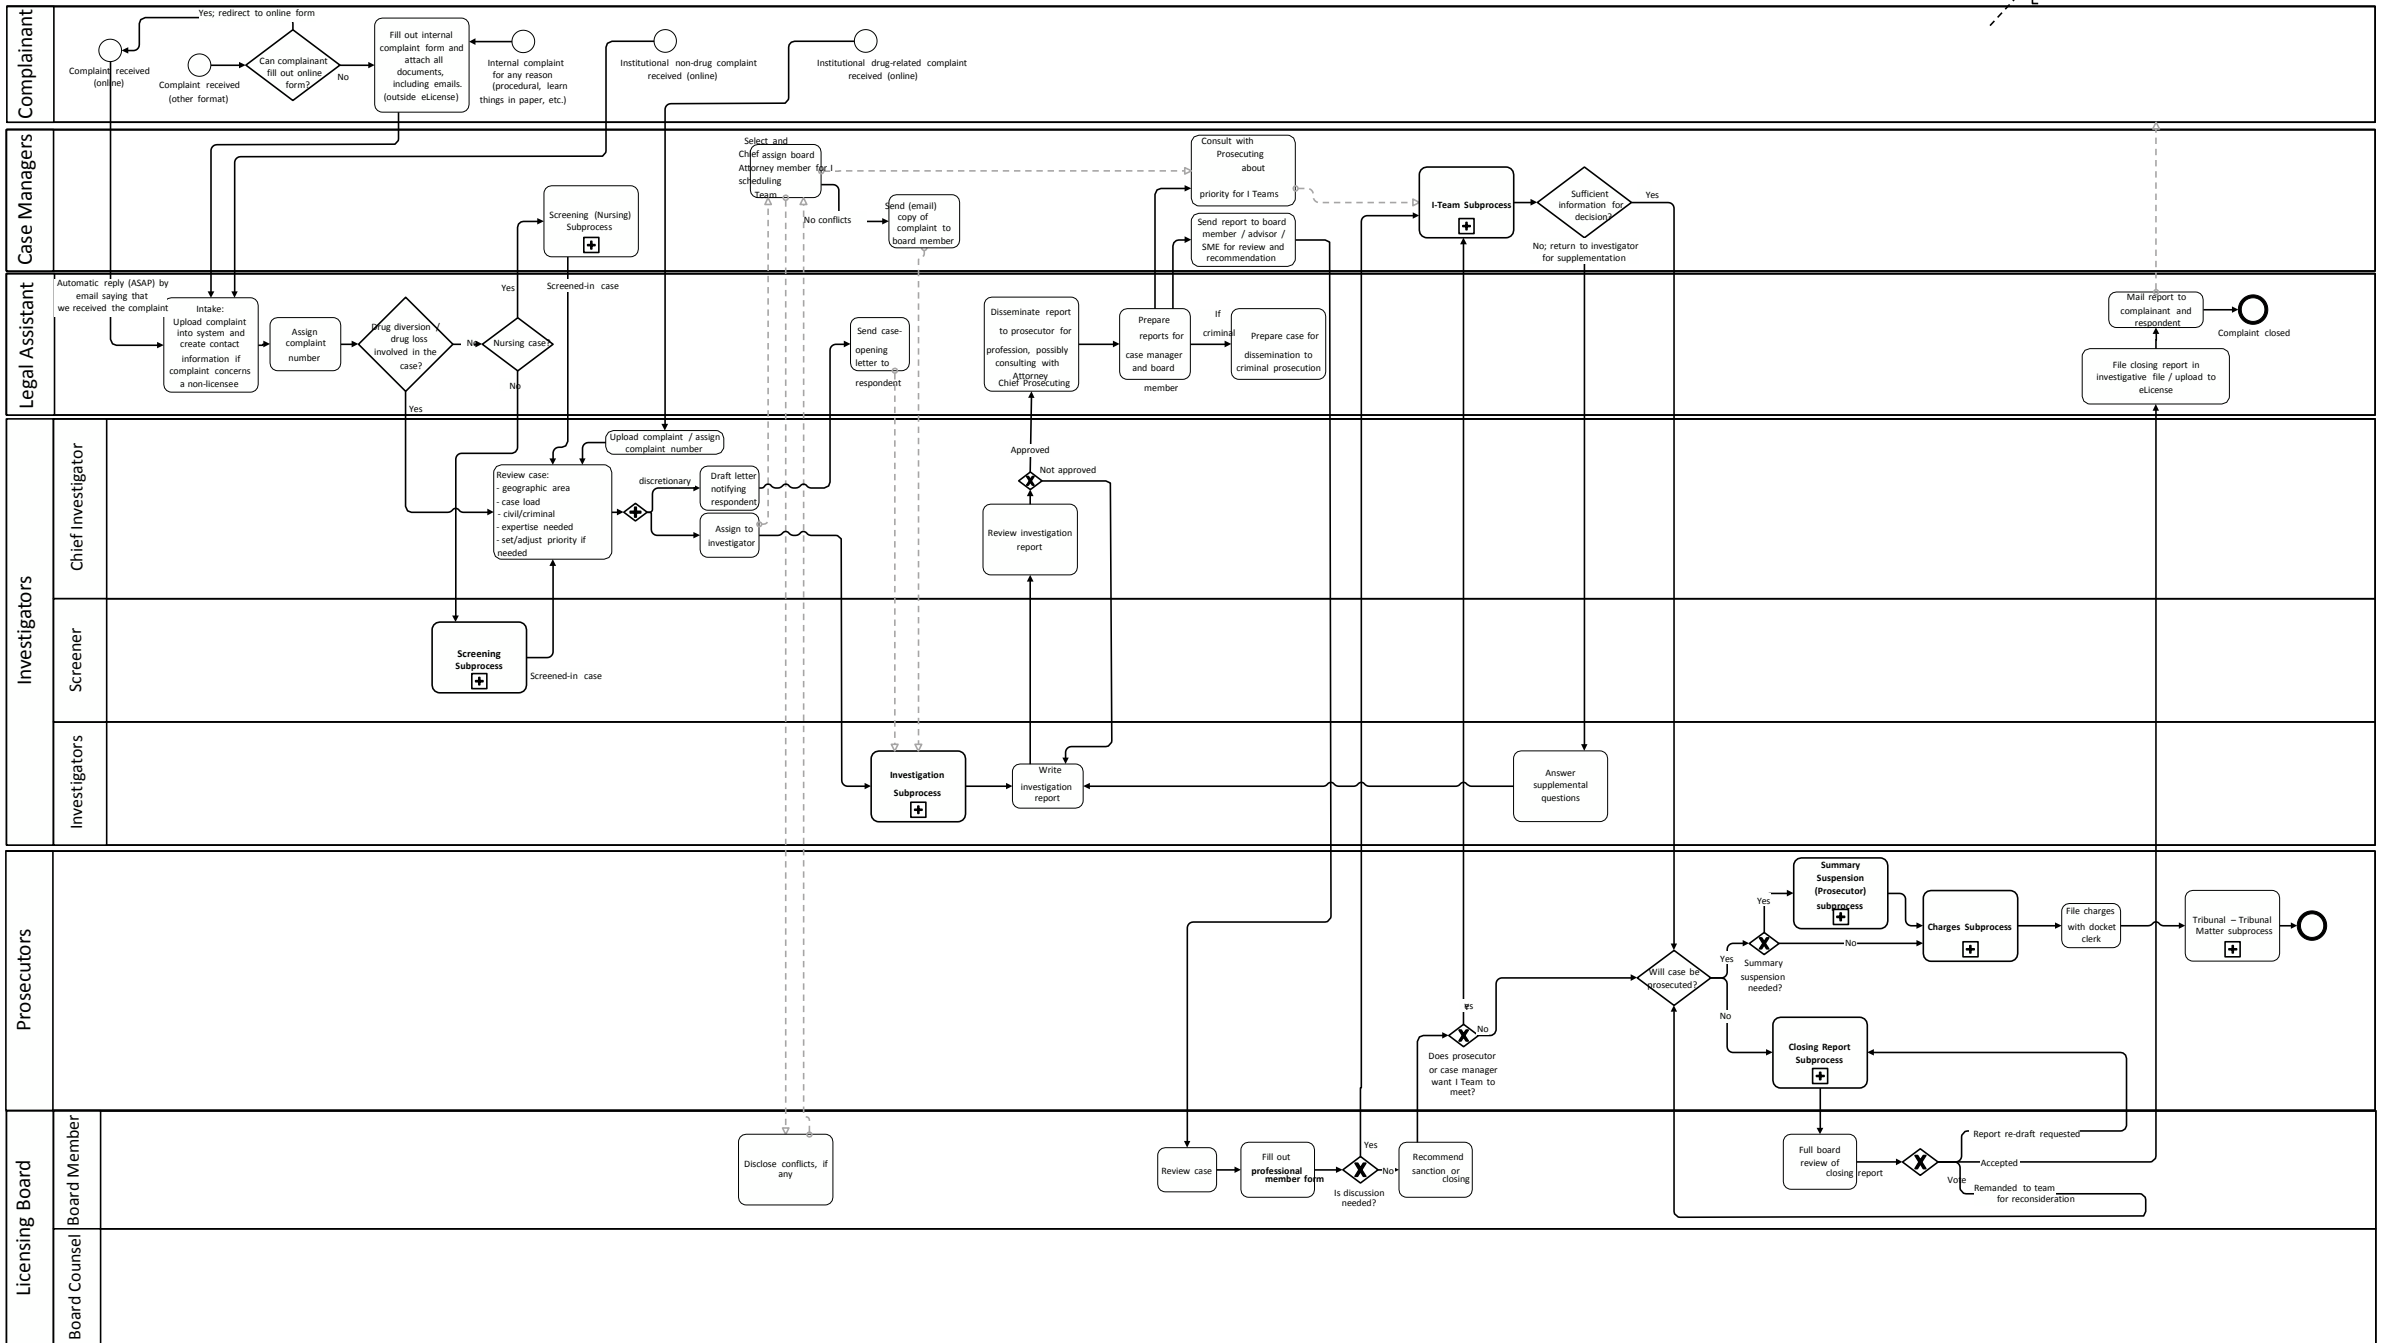 Complainant
Yes; redirect to online form
Complaint received
(online)
Complaint received
(other format)
Can complainant
fill out online
form?
No
Fill out internal
complaint form and
attach all
documents,
including emails.
(outside eLicense)
Internal complaint
for any reason
(procedural, learn
things in paper, etc.)
Institutional non-drug complaint
received (online)
Institutional drug-related complaint
received (online)
Case Managers
Screening (Nursing)
Subprocess
Select and
Chief assign board
Attorney member for I
scheduling
Team
No conflicts
Send (email)
copy of
complaint to
board member
Consult with
Prosecuting
about
priority for I Teams
Send report to board
member / advisor /
SME for review and
recommendation
I-Team Subprocess
Sufficient
information for
decision?
Yes
No; return to investigator
for supplementation
Legal Assistant
Automatic reply (ASAP) by
email saying that
we received the complaint
Intake:
Upload complaint
into system and
create contact
information if
complaint concerns
a non-licensee
Assign
complaint
number
Drug diversion /
drug loss
involved in the
case?
No
Yes
Nursing case?
Yes
No
Screened-in case
Send case-
opening
letter to
respondent
Disseminate report
to prosecutor for
profession, possibly
consulting with
Attorney
Chief Prosecuting
Prepare
reports for
case manager
and board
member
If
criminal
Prepare case for
dissemination to
criminal prosecution
Mail report to
complainant and
respondent
Complaint closed
File closing report in
investigative file / upload to
eLicense
Investigators
Chief Investigator
Upload complaint / assign
complaint number
Review case:
- geographic area
- case load
- civil/criminal
- expertise needed
- set/adjust priority if
needed
discretionary
Draft letter
notifying
respondent
Assign to
investigator
Approved
Not approved
Review investigation
report
Screener
Screening
Subprocess
Screened-in case
Investigators
Investigation
Subprocess
Write
investigation
report
Answer
supplemental
questions
Prosecutors
Yes
No
Does prosecutor
or case manager
want I Team to
meet?
Will case be
prosecuted?
Yes
No
Yes
Summary
suspension
needed?
No
Summary
Suspension
(Prosecutor)
subprocess
Charges Subprocess
File charges
with docket
clerk
Tribunal – Tribunal
Matter subprocess
Closing Report
Subprocess
Licensing Board
Board Member
Disclose conflicts, if
any
Review case
Fill out
professional
member form
Yes
No
Is discussion
needed?
Recommend
sanction or
closing
Full board
review of
closing report
Vote
Report re-draft requested
Accepted
Remanded to team
for reconsideration
Board Counsel